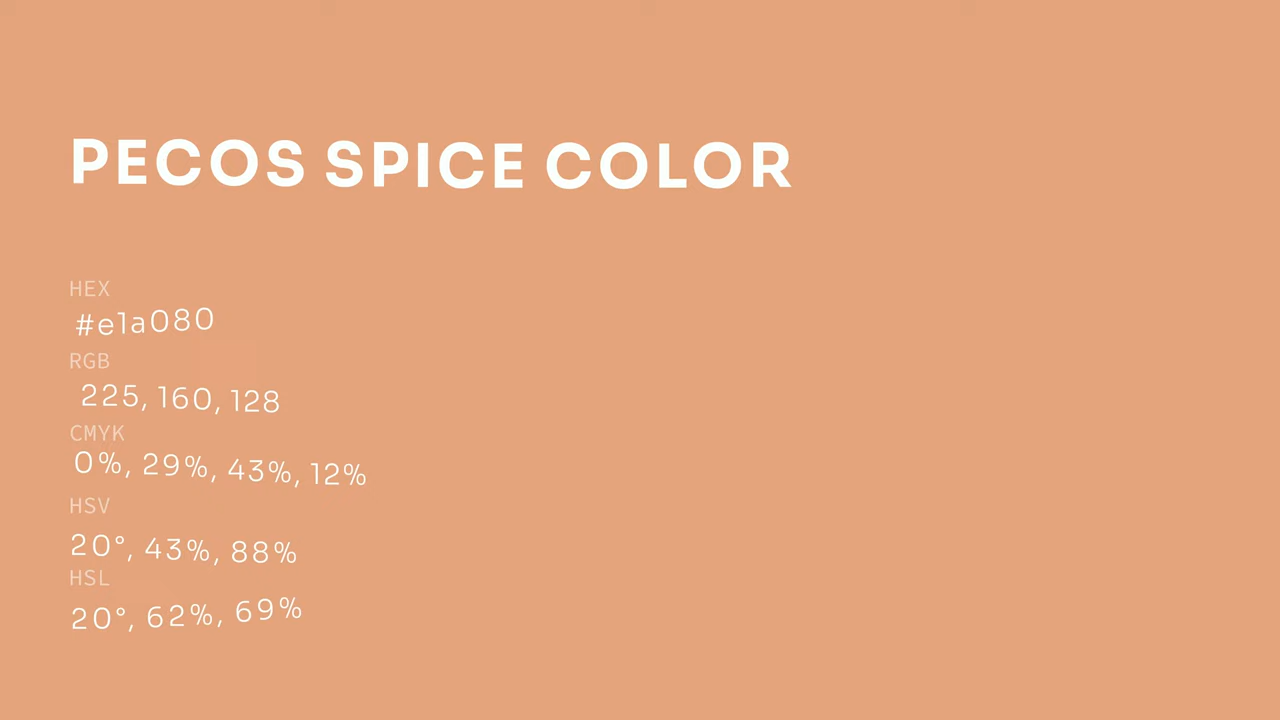 PECOS SPICE COLOR
HEX
#e1a080
RGB
225, 160, 128
CMYK
0%, 29%, 43%, 12%
HSV
20°, 43%, 88%
HSL
20°, 62%, 69%